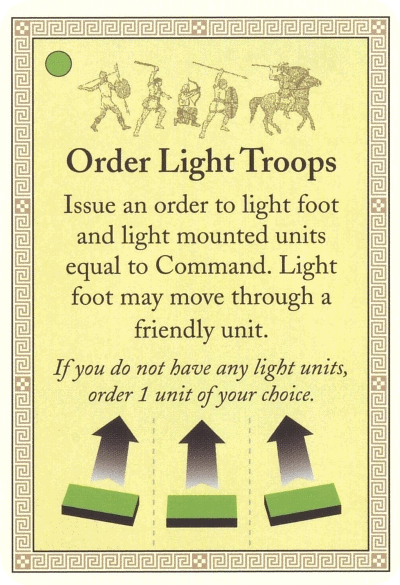 Order Light Troops
Issue an order to light foot
and light mounted units
equal to Command. Light
foot may move through a
friendly unit.
If you do not have any light units,
order 1 unit of your choice.